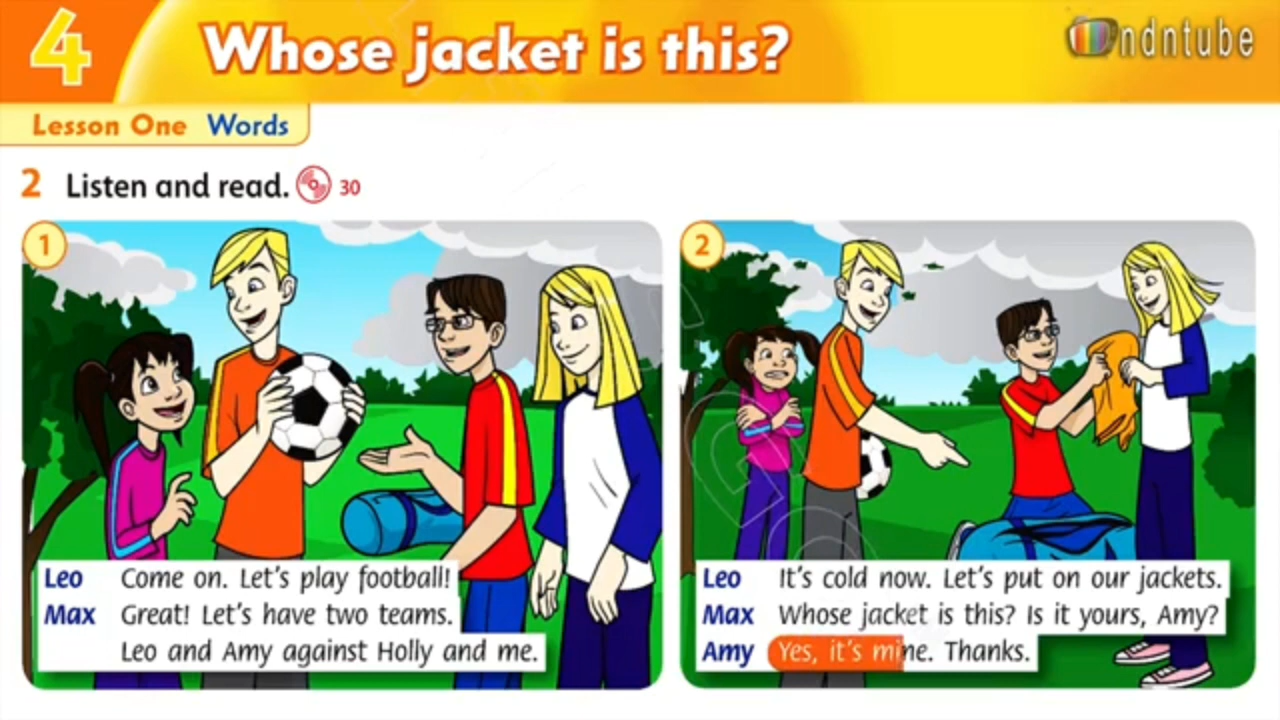 4 Whose jacket is this?
ndntube
Lesson One Words
2 Listen and read. 30
1
Leo Come on. Let's play football!
Max Great! Let's have two teams.
Leo and Amy against Holly and me.
2
Leo It's cold now. Let's put on our jackets.
Max Whose jacket is this? Is it yours, Amy?
Amy Yes, it's mine. Thanks.